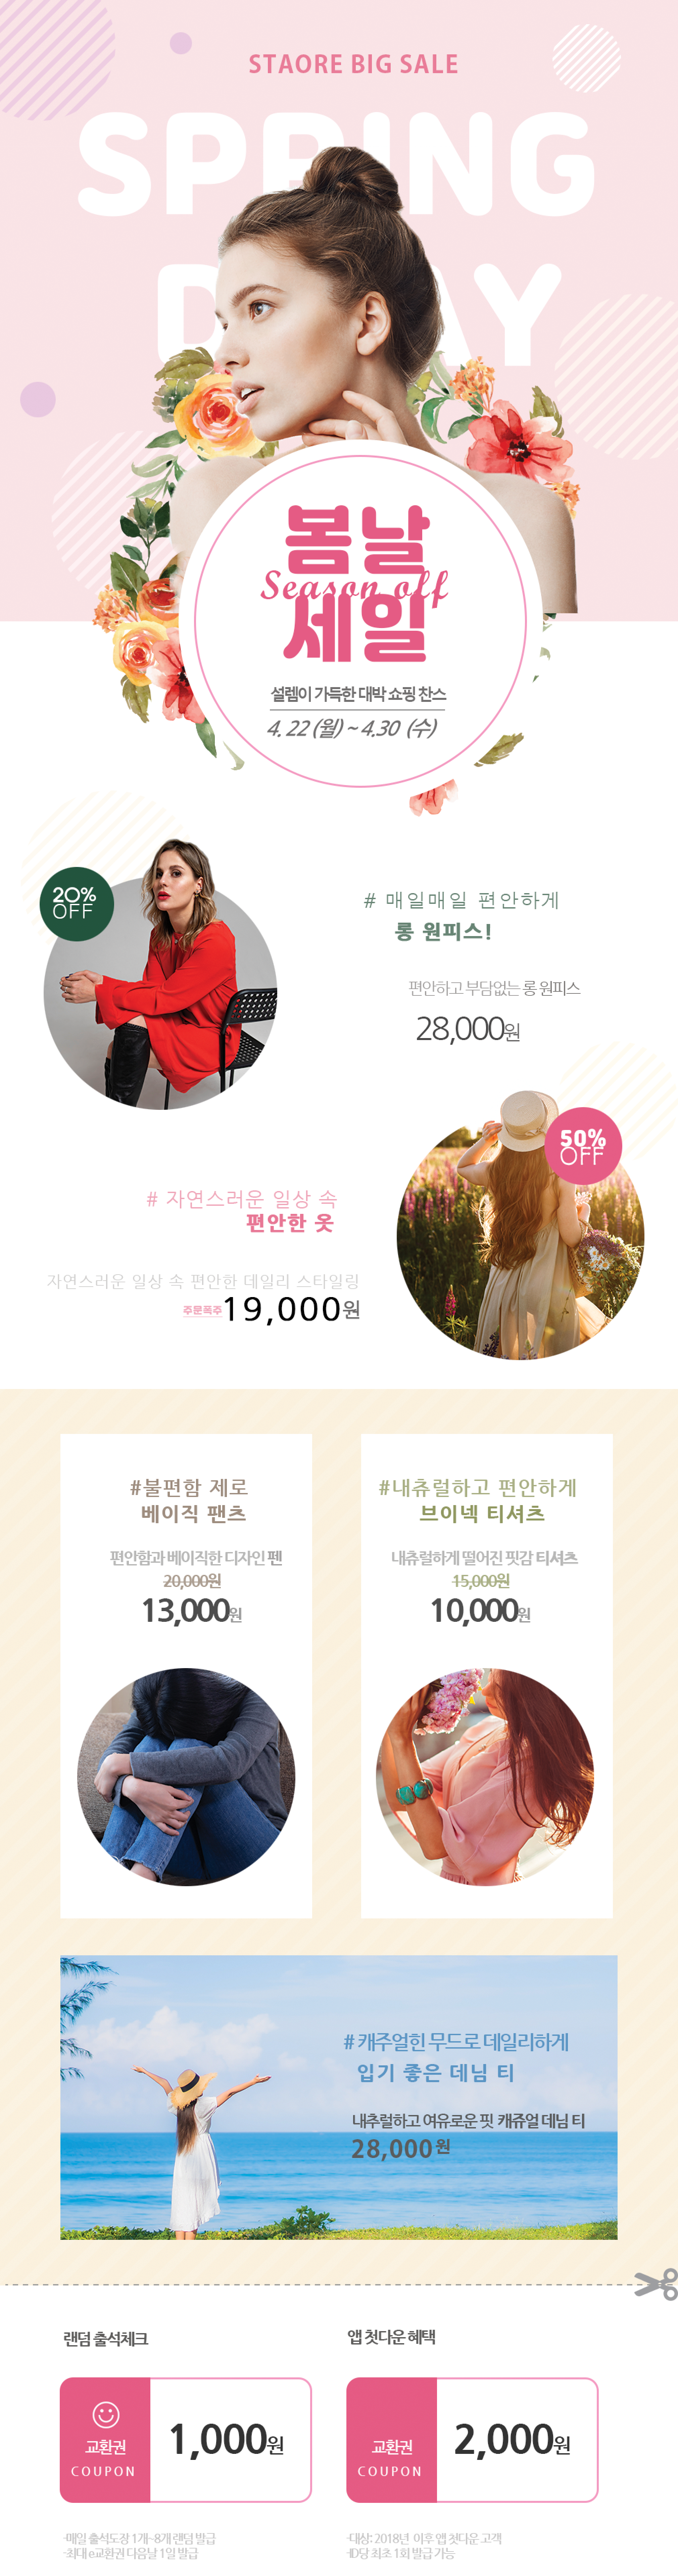 STAORE BIG SALE
SPRING
DAY
봄날
Season off
세일
설렘이 가득한 대박 쇼핑 찬스
4. 22 (월) ~ 4.30 (수)
20%
OFF
# 매일매일 편안하게
롱 원피스!
편안하고 부담없는 롱 원피스
28,000원
50%
OFF
# 자연스러운 일상 속
편안한 옷
자연스러운 일상 속 편안한 데일리 스타일링
주문폭주 19,000원
#불편함 제로
베이직 팬츠
편안함과 베이직한 디자인 펜
20,000원
13,000원
#내츄럴하고 편안하게
브이넥 티셔츠
내츄럴하게 떨어진 핏감 티셔츠
15,000원
10,000원
# 캐주얼힌 무드로 데일리하게
입기 좋은 데님 티
내추럴하고 여유로운 핏 캐쥬얼 데님 티
28,000원
랜덤 출석체크
교환권
COUPON
1,000원
·매일 출석도장 1개~8개 랜덤 발급
·최대 e교환권 다음날 1일 발급
앱 첫다운 혜택
교환권
COUPON
2,000원
·대상: 2018년 이후 앱 첫다운 고객
·ID당 최초 1회 발급 가능